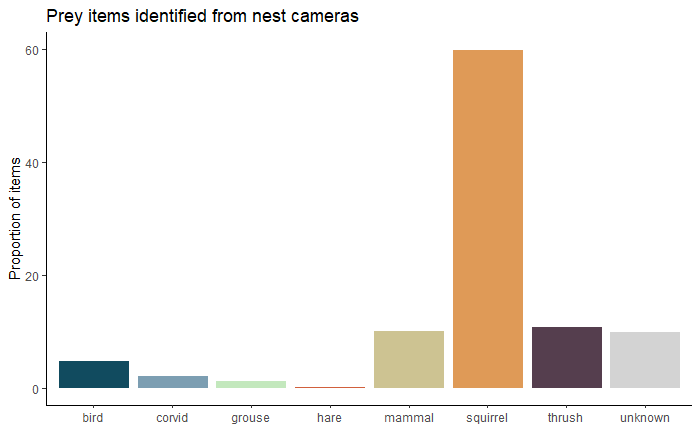 Prey items identified from nest cameras
Proportion of items
60
40
20
0
bird corvid grouse hare mammal squirrel thrush unknown